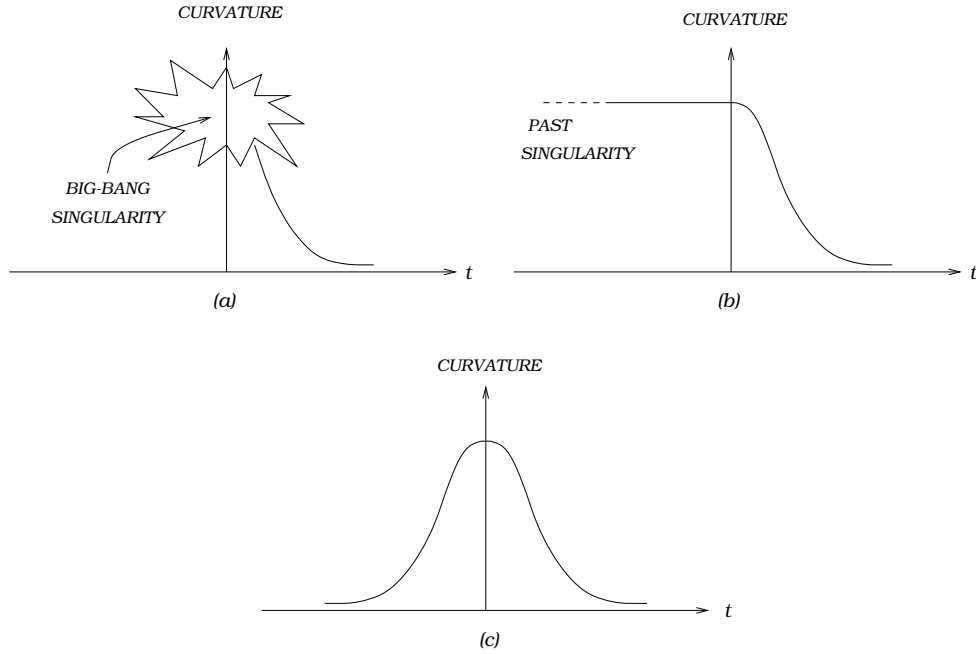 CURVATURE
BIG-BANG
SINGULARITY
t
(a)
CURVATURE
PAST
SINGULARITY
t
(b)
CURVATURE
t
(c)